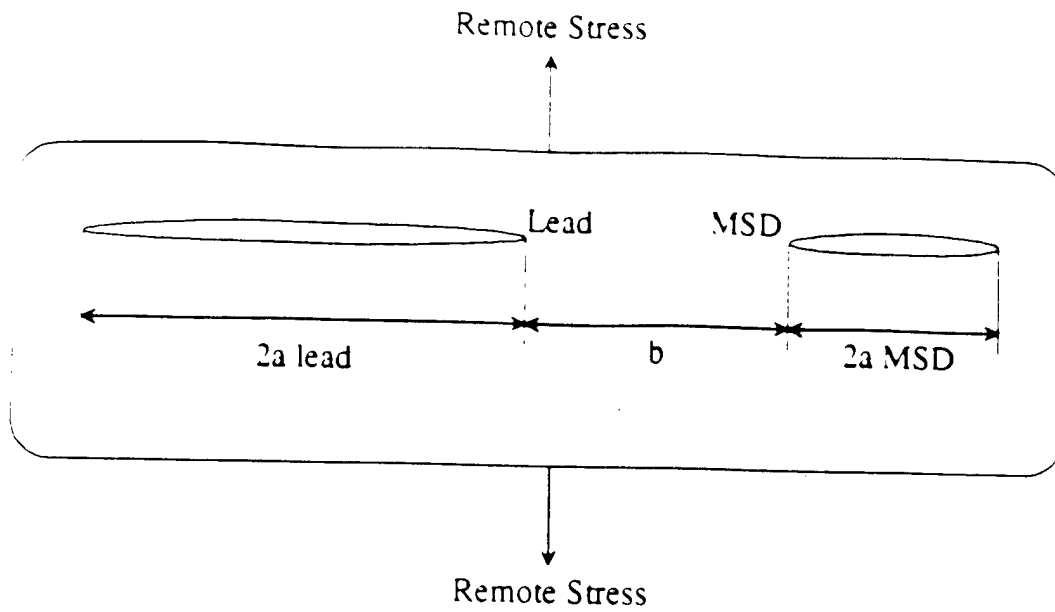 Remote Stress
Lead
MSD
2a lead
b
2a MSD
Remote Stress